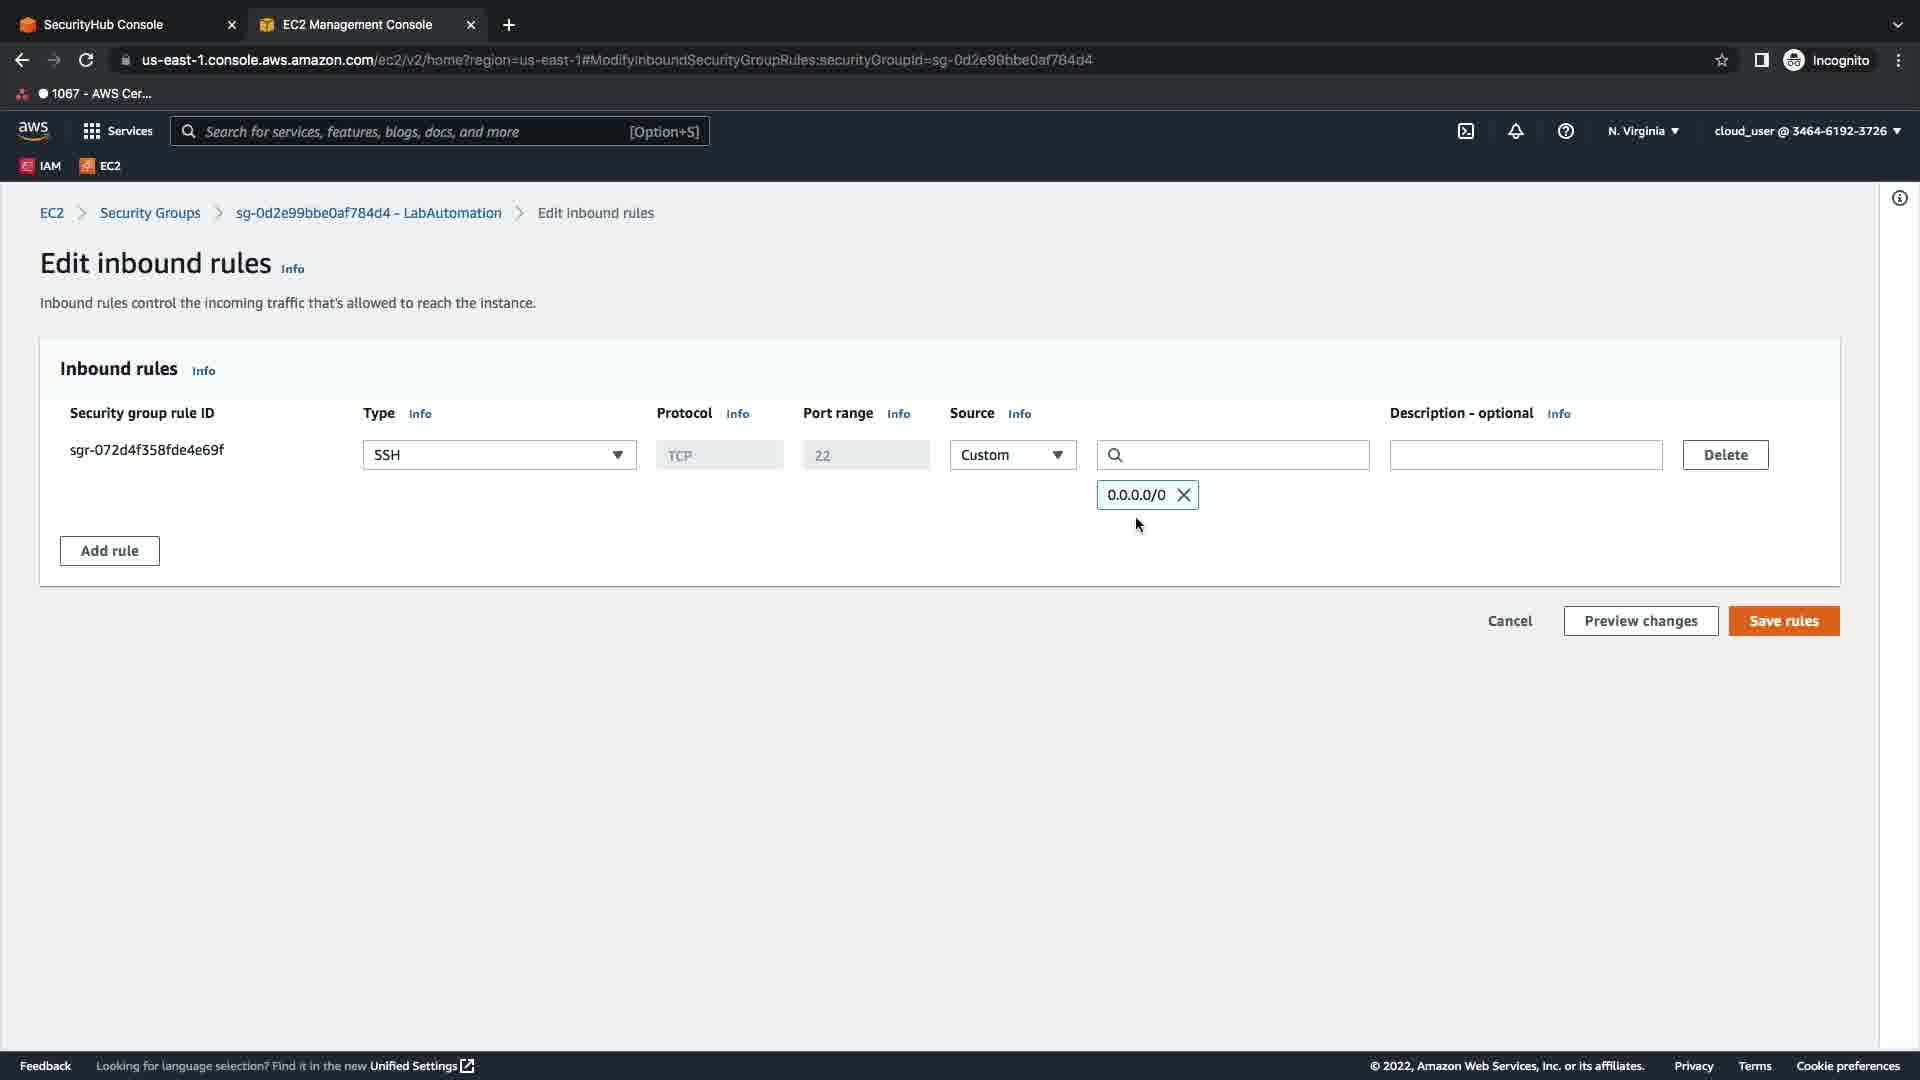 SecurityHub Console
EC2 Management Console
us-east-1.console.aws.amazon.com/ec2/v2/home?region=us-east-1#ModifyInboundSecurityGroupRules:securityGroupId=sg-0d2e99bbe0af784d4
Incognito
1067 - AWS Cer...
aws
Services
Search for services, features, blogs, docs, and more
[Option+S]
N. Virginia
cloud_user @ 3464-6192-3726
IAM
EC2
EC2 > Security Groups > sg-0d2e99bbe0af784d4 - LabAutomation > Edit inbound rules
Edit inbound rules Info
Inbound rules control the incoming traffic that's allowed to reach the instance.
Inbound rules Info
Security group rule ID Type Info Protocol Info Port range Info Source Info Description - optional Info
sgr-072d4f358fde4e69f SSH TCP 22 Custom Delete
0.0.0.0/0
Add rule
Cancel Preview changes Save rules
Feedback Looking for language selection? Find it in the new Unified Settings © 2022, Amazon Web Services, Inc. or its affiliates. Privacy Terms Cookie preferences